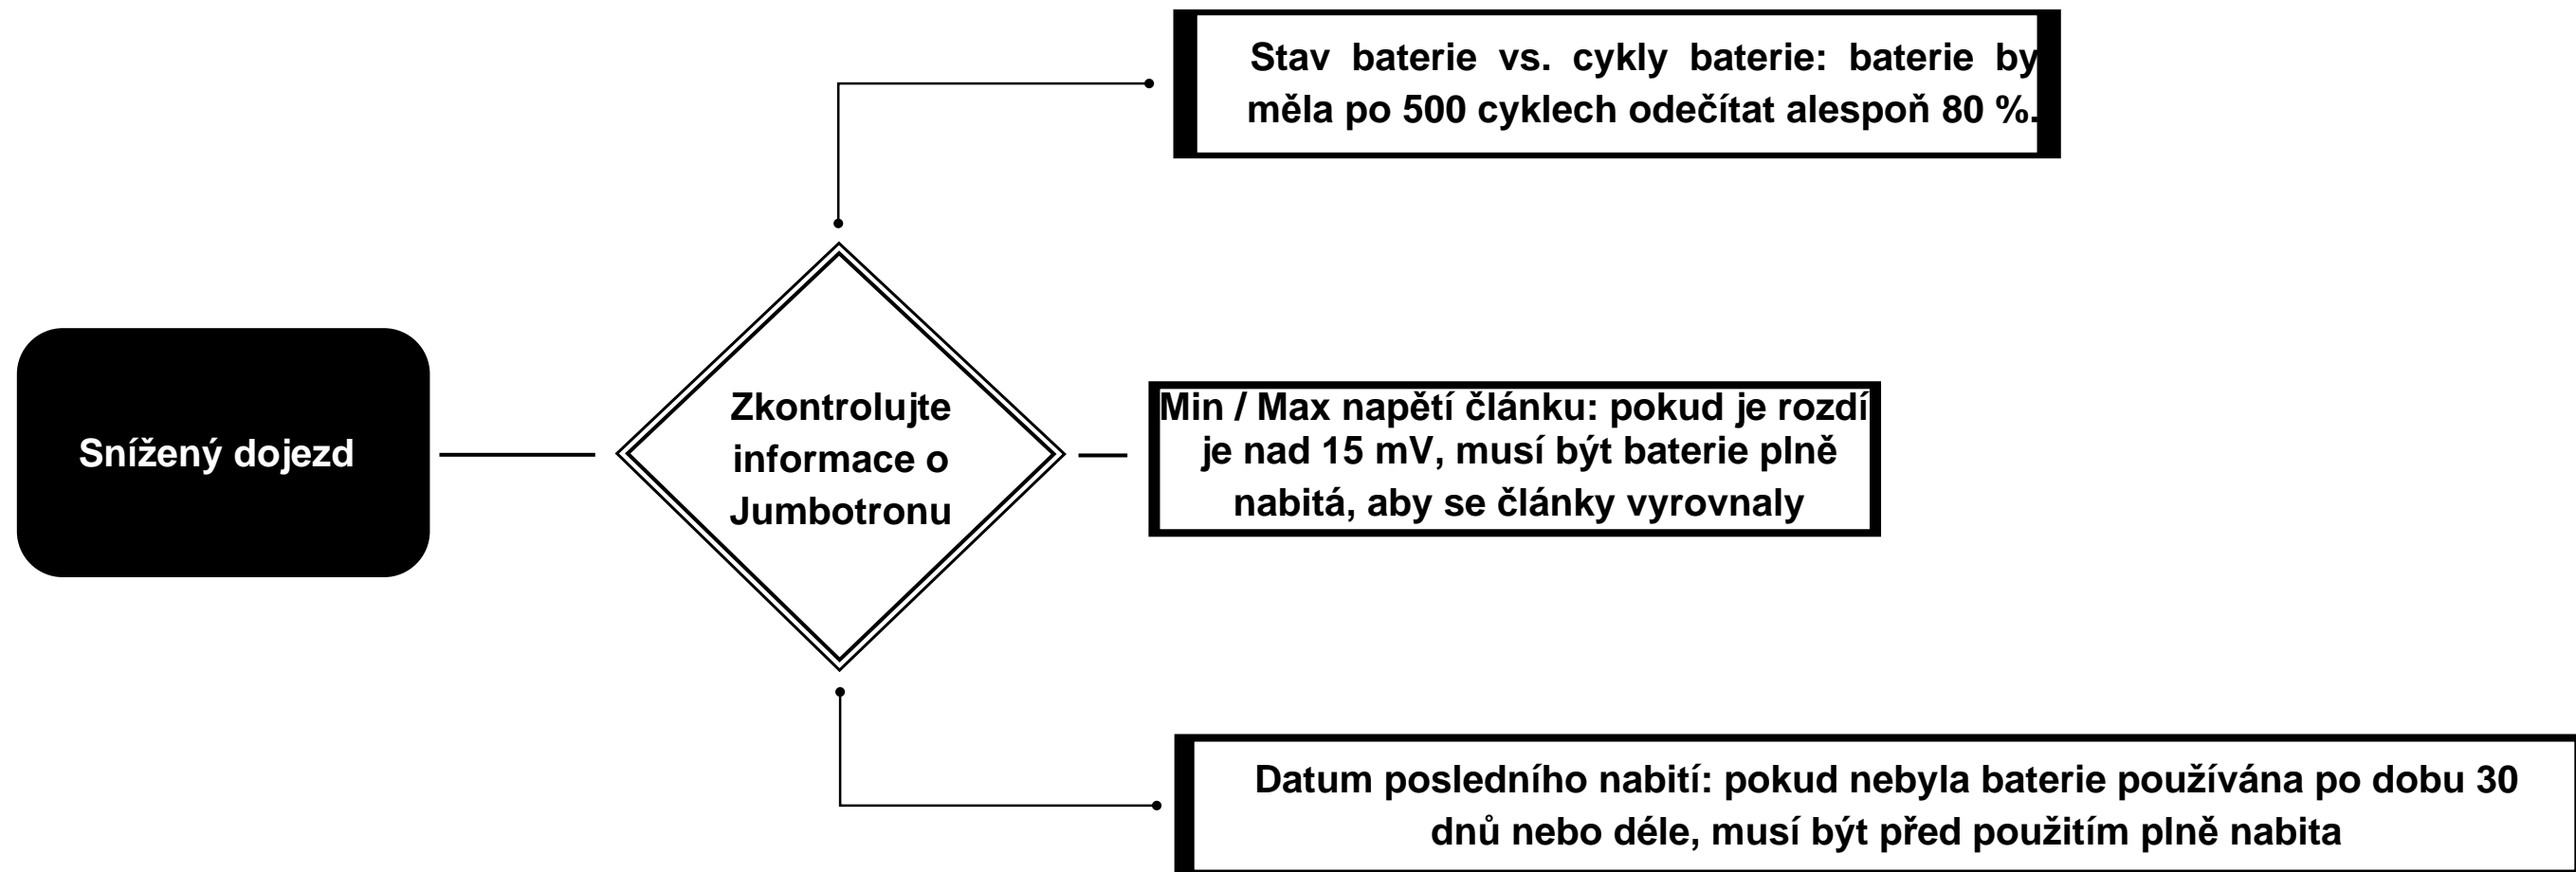 Stav baterie vs. cykly baterie: baterie by
měla po 500 cyklech odečítat alespoň 80 %.
Snížený dojezd
Zkontrolujte
informace o
Jumbotronu
Min / Max napětí článku: pokud je rozdí
je nad 15 mV, musí být baterie plně
nabitá, aby se články vyrovnaly
Datum posledního nabití: pokud nebyla baterie používána po dobu 30
dnů nebo déle, musí být před použitím plně nabita